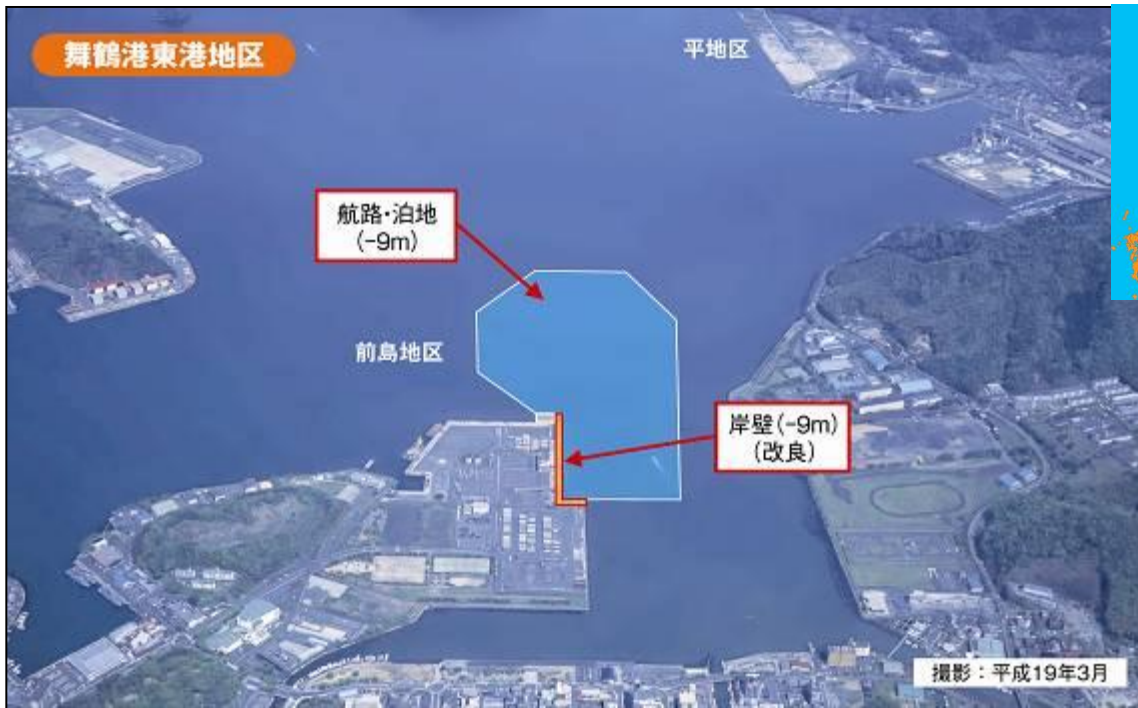 舞鶴港東港地区
平地区
航路・泊地
(-9m)
前島地区
岸壁(-9m)
(改良)
撮影：平成19年3月